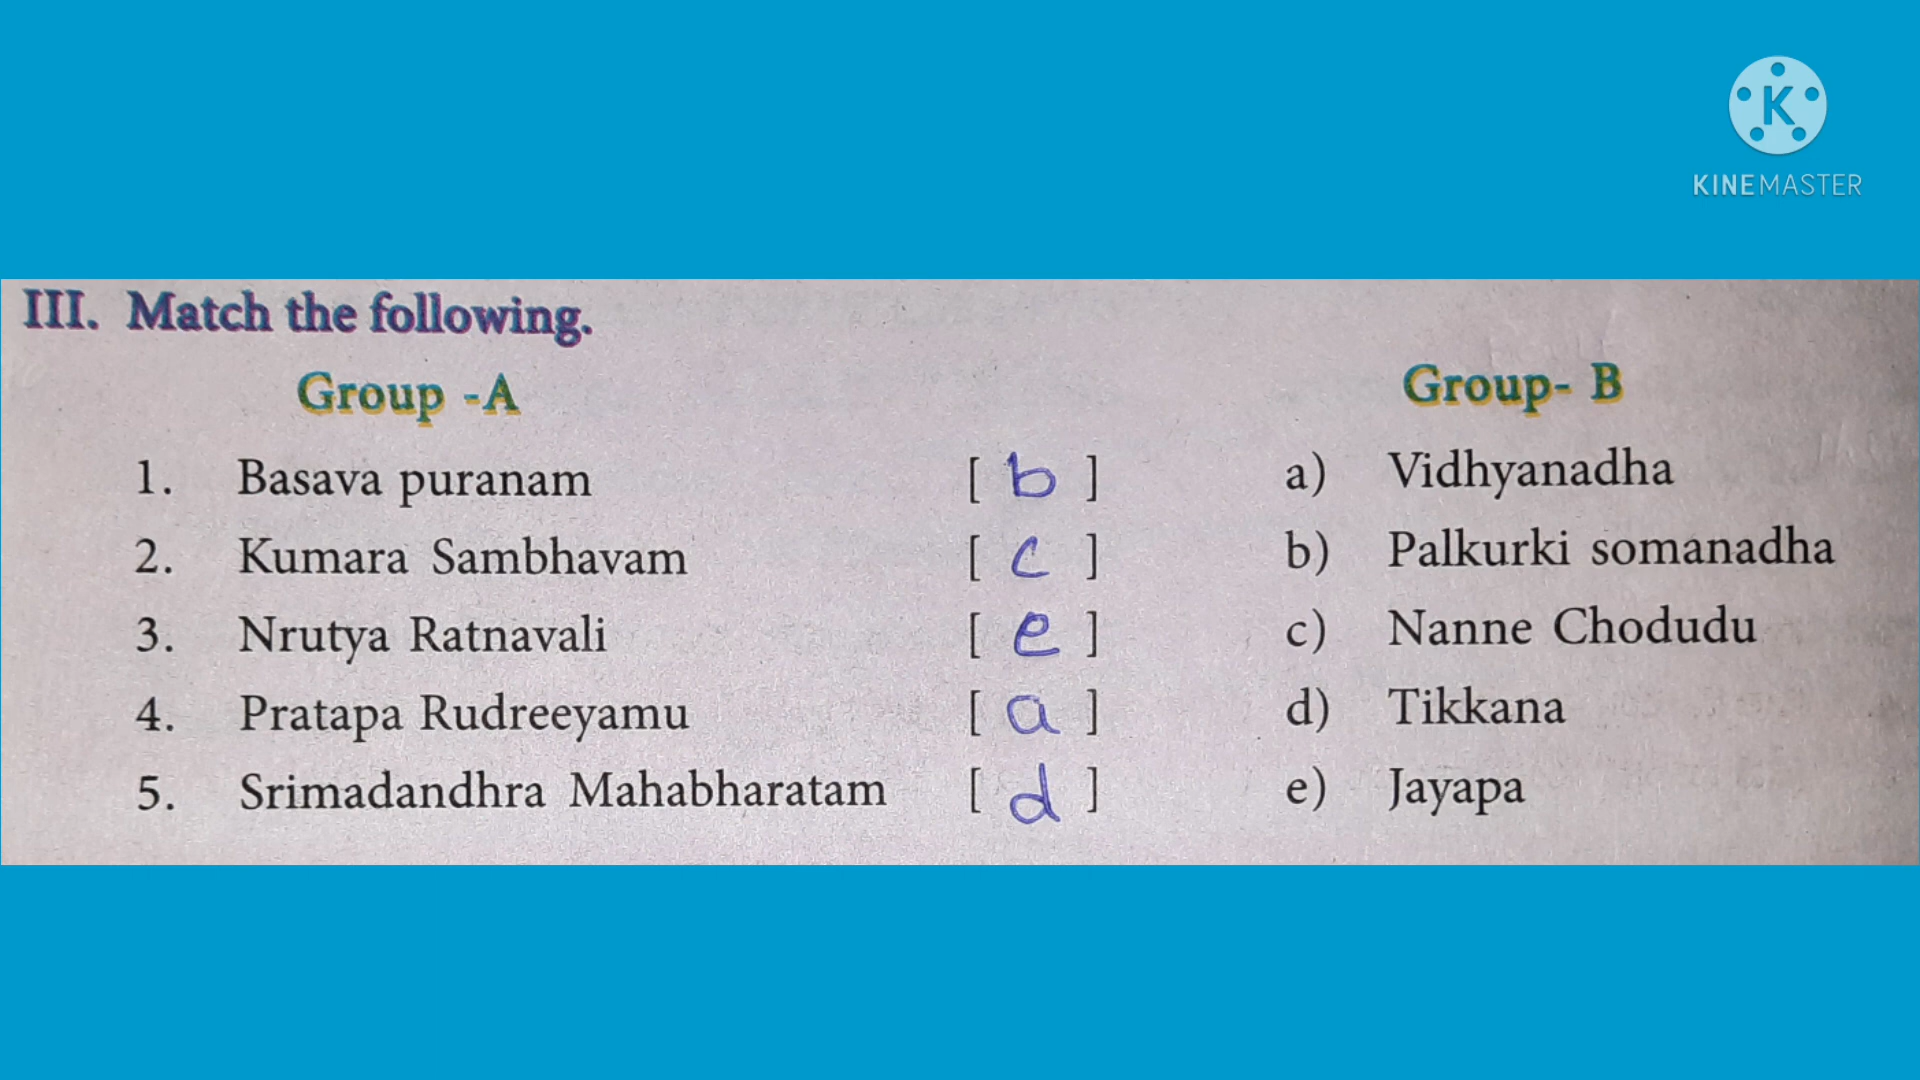 K
KINEMASTER
III. Match the following.
Group -A Group- B
1. Basava puranam [ b ] a) Vidhyanadha
2. Kumara Sambhavam [ c ] b) Palkurki somanadha
3. Nrutya Ratnavali [ e ] c) Nanne Chodudu
4. Pratapa Rudreeyamu [ a ] d) Tikkana
5. Srimadandhra Mahabharatam [ d ] e) Jayapa